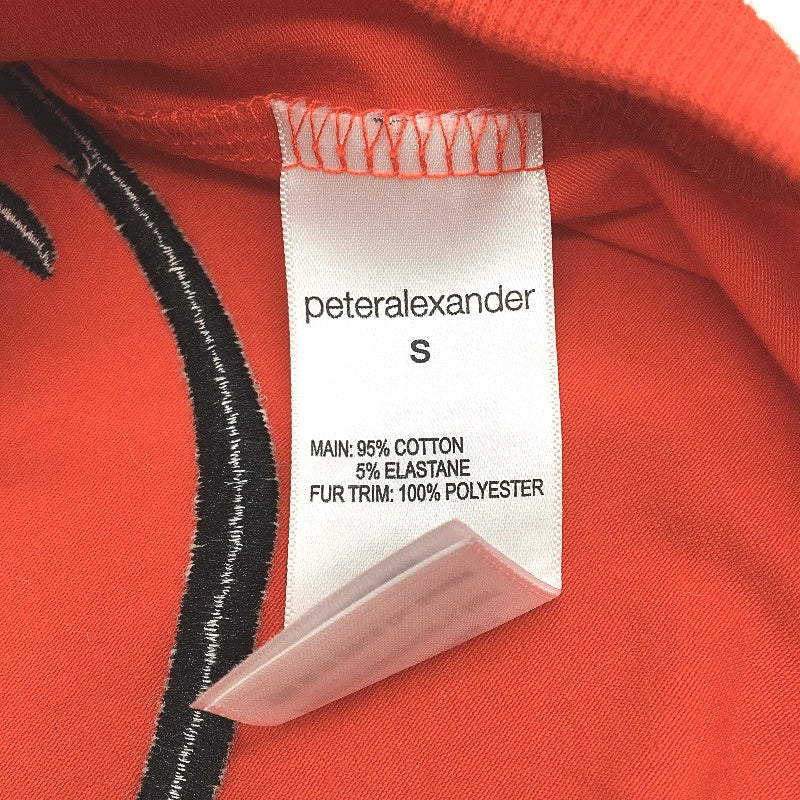 peteralexander
S
MAIN: 95% COTTON
5% ELASTANE
FUR TRIM: 100% POLYESTER